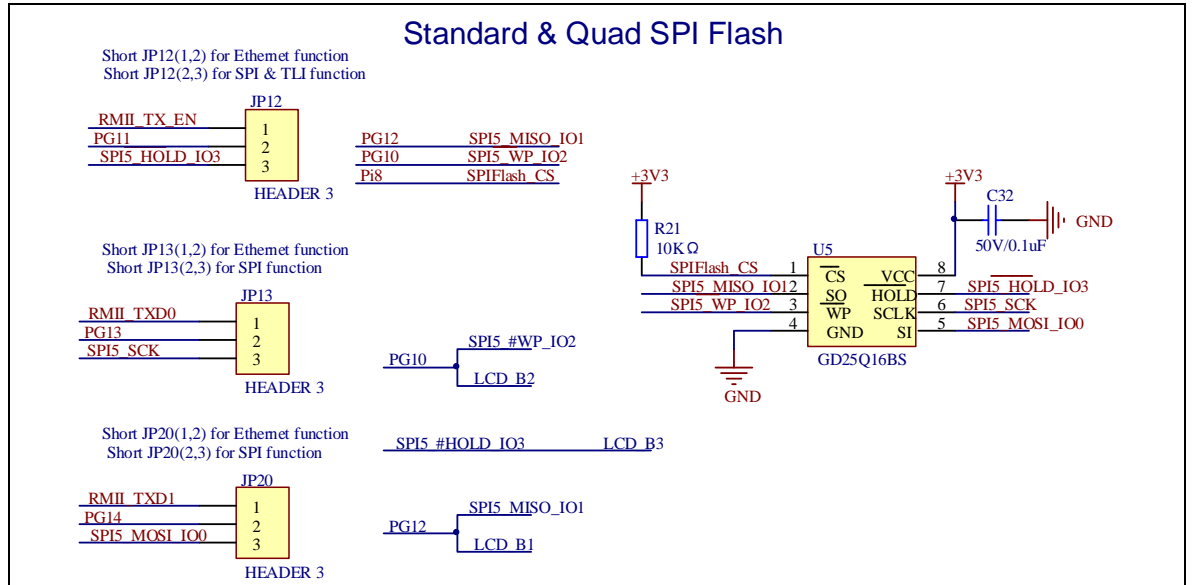 Standard & Quad SPI Flash
Short JP12(1,2) for Ethernet function
Short JP12(2,3) for SPI & TLI function
JP12
RMII_TX_EN
PG11
SPI5_HOLD_IO3
1
2
3
HEADER 3
PG12 SPI5_MISO_IO1
PG10 SPI5_WP_IO2
Pi8 SPIFlash_CS
Short JP13(1,2) for Ethernet function
Short JP13(2,3) for SPI function
JP13
RMII_TXD0
PG13
SPI5_SCK
1
2
3
HEADER 3
PG10
SPI5_#WP_IO2
LCD_B2
Short JP20(1,2) for Ethernet function
Short JP20(2,3) for SPI function
SPI5_#HOLD_IO3 LCD_B3
JP20
RMII_TXD1
PG14
SPI5_MOSI_IO0
1
2
3
HEADER 3
PG12
SPI5_MISO_IO1
LCD_B1
+3V3
R21
10KΩ
+3V3
C32
50V/0.1uF
GND
U5
SPIFlash_CS 1 CS VCC 8
SPI5_MISO_IO1 2 SO HOLD 7 SPI5_HOLD_IO3
SPI5_WP_IO2 3 WP SCLK 6 SPI5_SCK
4 GND SI 5 SPI5_MOSI_IO0
GD25Q16BS
GND